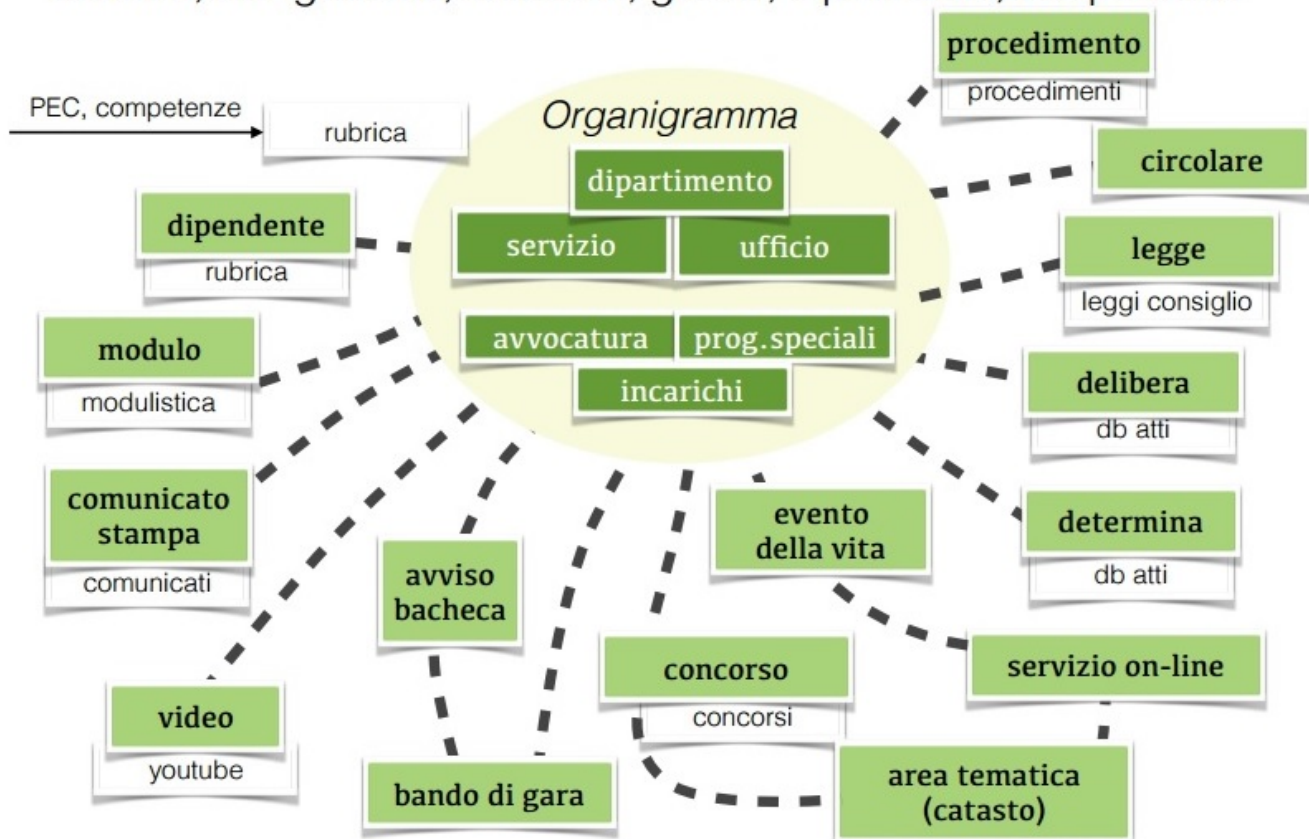 procedimento
procedimenti
PEC, competenze
rubrica
Organigramma
circolare
dipartimento
dipendente
rubrica
servizio
ufficio
legge
leggi consiglio
modulo
modulistica
avvocatura
prog.speciali
incarichi
delibera
db atti
comunicato
stampa
comunicati
evento
della vita
determina
db atti
avviso
bacheca
concorso
concorsi
servizio on-line
video
youtube
bando di gara
area tematica
(catasto)